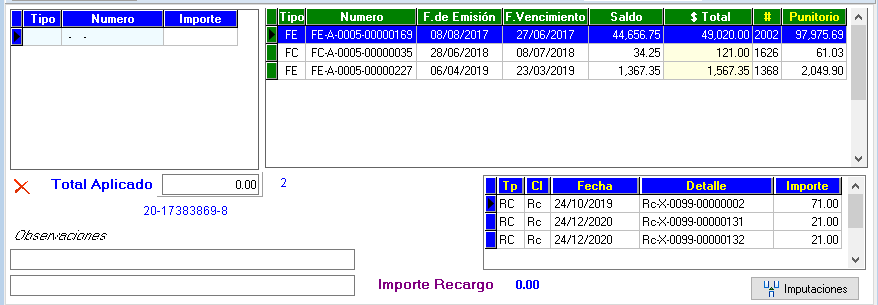 Tipo Numero Importe
- -
Tipo Numero F.de Emisión F.Vencimiento Saldo $ Total # Punitorio
FE FE-A-0005-00000169 08/08/2017 27/06/2017 44,656.75 49,020.00 2002 97,975.69
FC FC-A-0005-00000035 28/06/2018 08/07/2018 34.25 121.00 1626 61.03
FE FE-A-0005-00000227 06/04/2019 23/03/2019 1,367.35 1,567.35 1368 2,049.90
Total Aplicado 0.00 2
20-17383869-8
Observaciones
Tp Cl Fecha Detalle Importe
RC Rc 24/10/2019 Rc-X-0099-00000002 71.00
RC Rc 24/12/2020 Rc-X-0099-00000131 21.00
RC Rc 24/12/2020 Rc-X-0099-00000132 21.00
Importe Recargo 0.00
Imputaciones